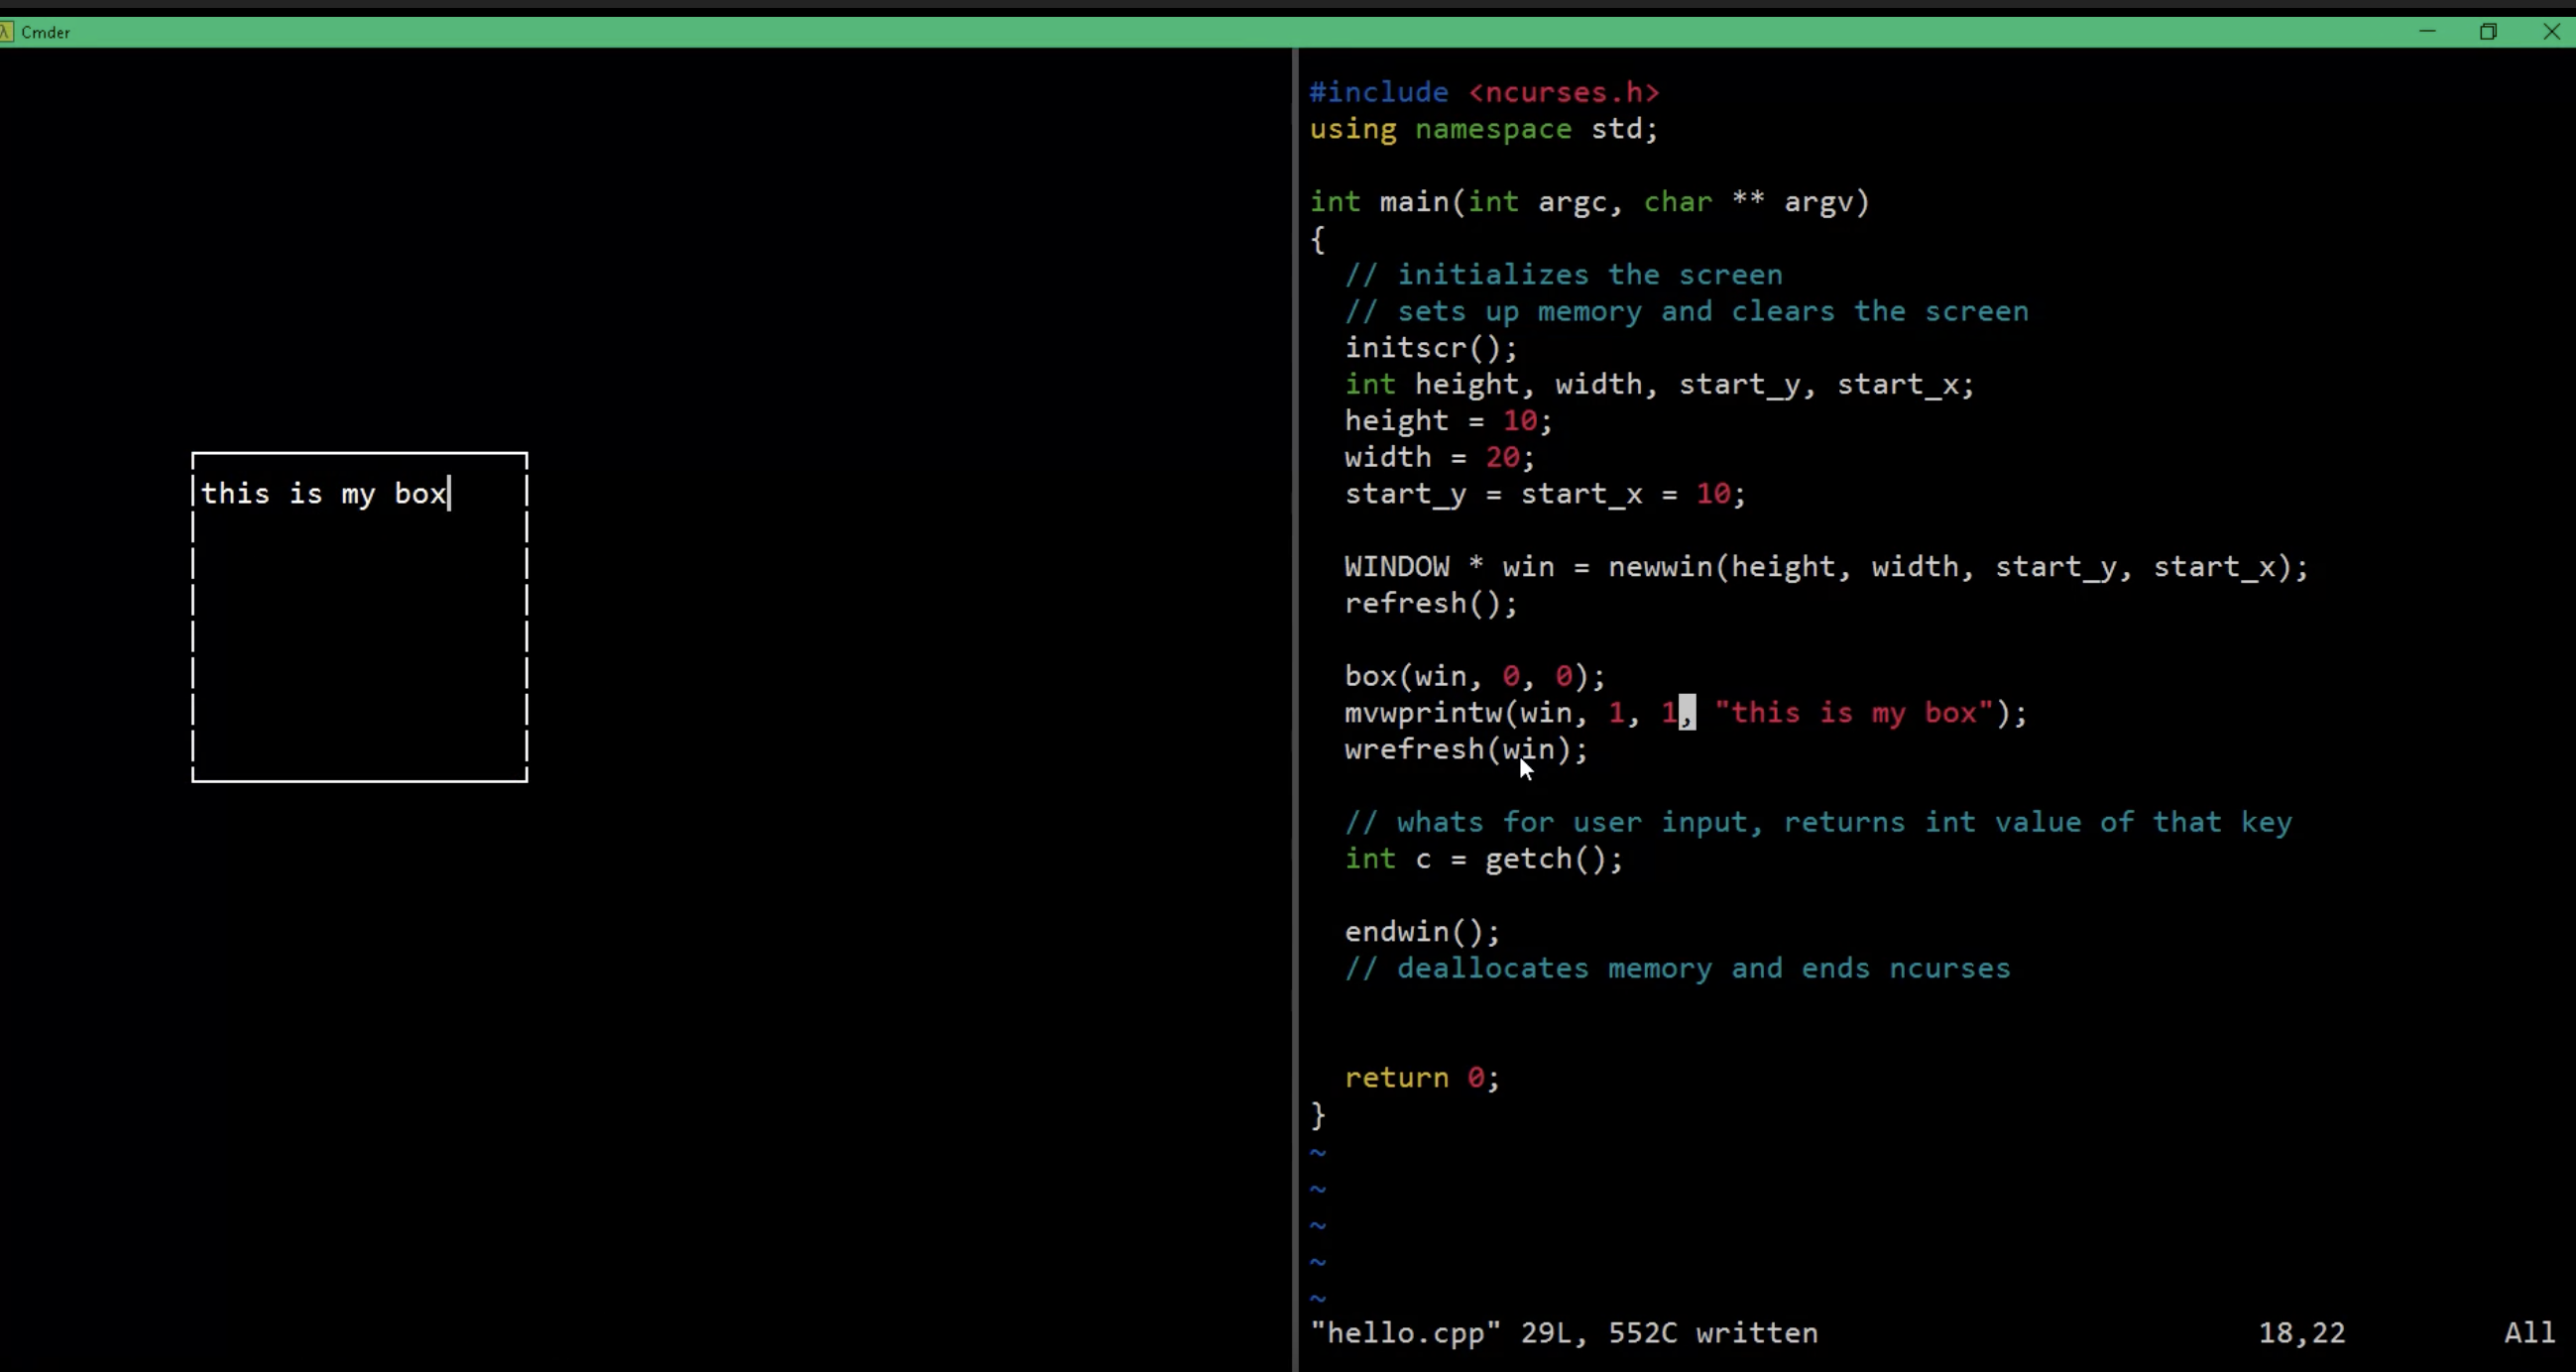 Cmder
this is my box
#include <ncurses.h>
using namespace std;
int main(int argc, char ** argv)
{
  // initializes the screen
  // sets up memory and clears the screen
  initscr();
  int height, width, start_y, start_x;
  height = 10;
  width = 20;
  start_y = start_x = 10;
  WINDOW * win = newwin(height, width, start_y, start_x);
  refresh();
  box(win, 0, 0);
  mvwprintw(win, 1, 1, "this is my box");
  wrefresh(win);
  // whats for user input, returns int value of that key
  int c = getch();
  endwin();
  // deallocates memory and ends ncurses
  return 0;
}
~
~
~
~
~
"hello.cpp" 29L, 552C written 18,22 All